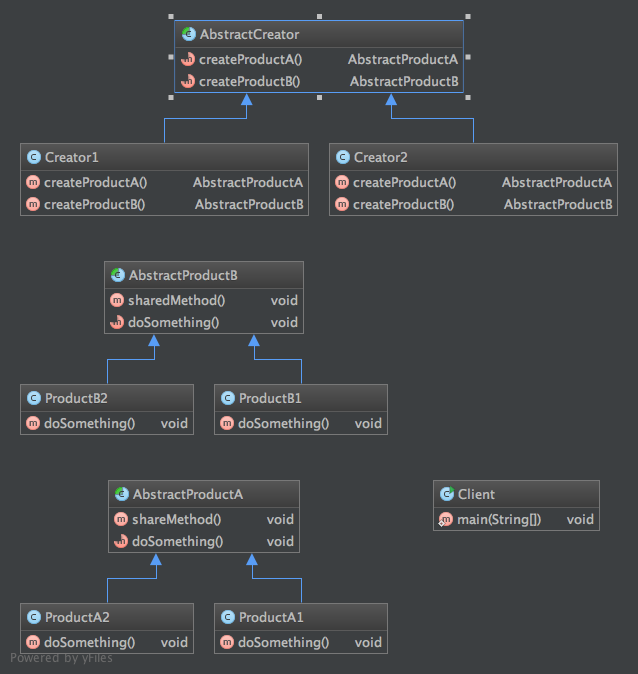 AbstractCreator
createProductA() AbstractProductA
createProductB() AbstractProductB
Creator1
createProductA() AbstractProductA
createProductB() AbstractProductB
Creator2
createProductA() AbstractProductA
createProductB() AbstractProductB
AbstractProductB
sharedMethod() void
doSomething() void
ProductB2
doSomething() void
ProductB1
doSomething() void
AbstractProductA
shareMethod() void
doSomething() void
Client
main(String[]) void
ProductA2
doSomething() void
ProductA1
doSomething() void
Powered by yFiles